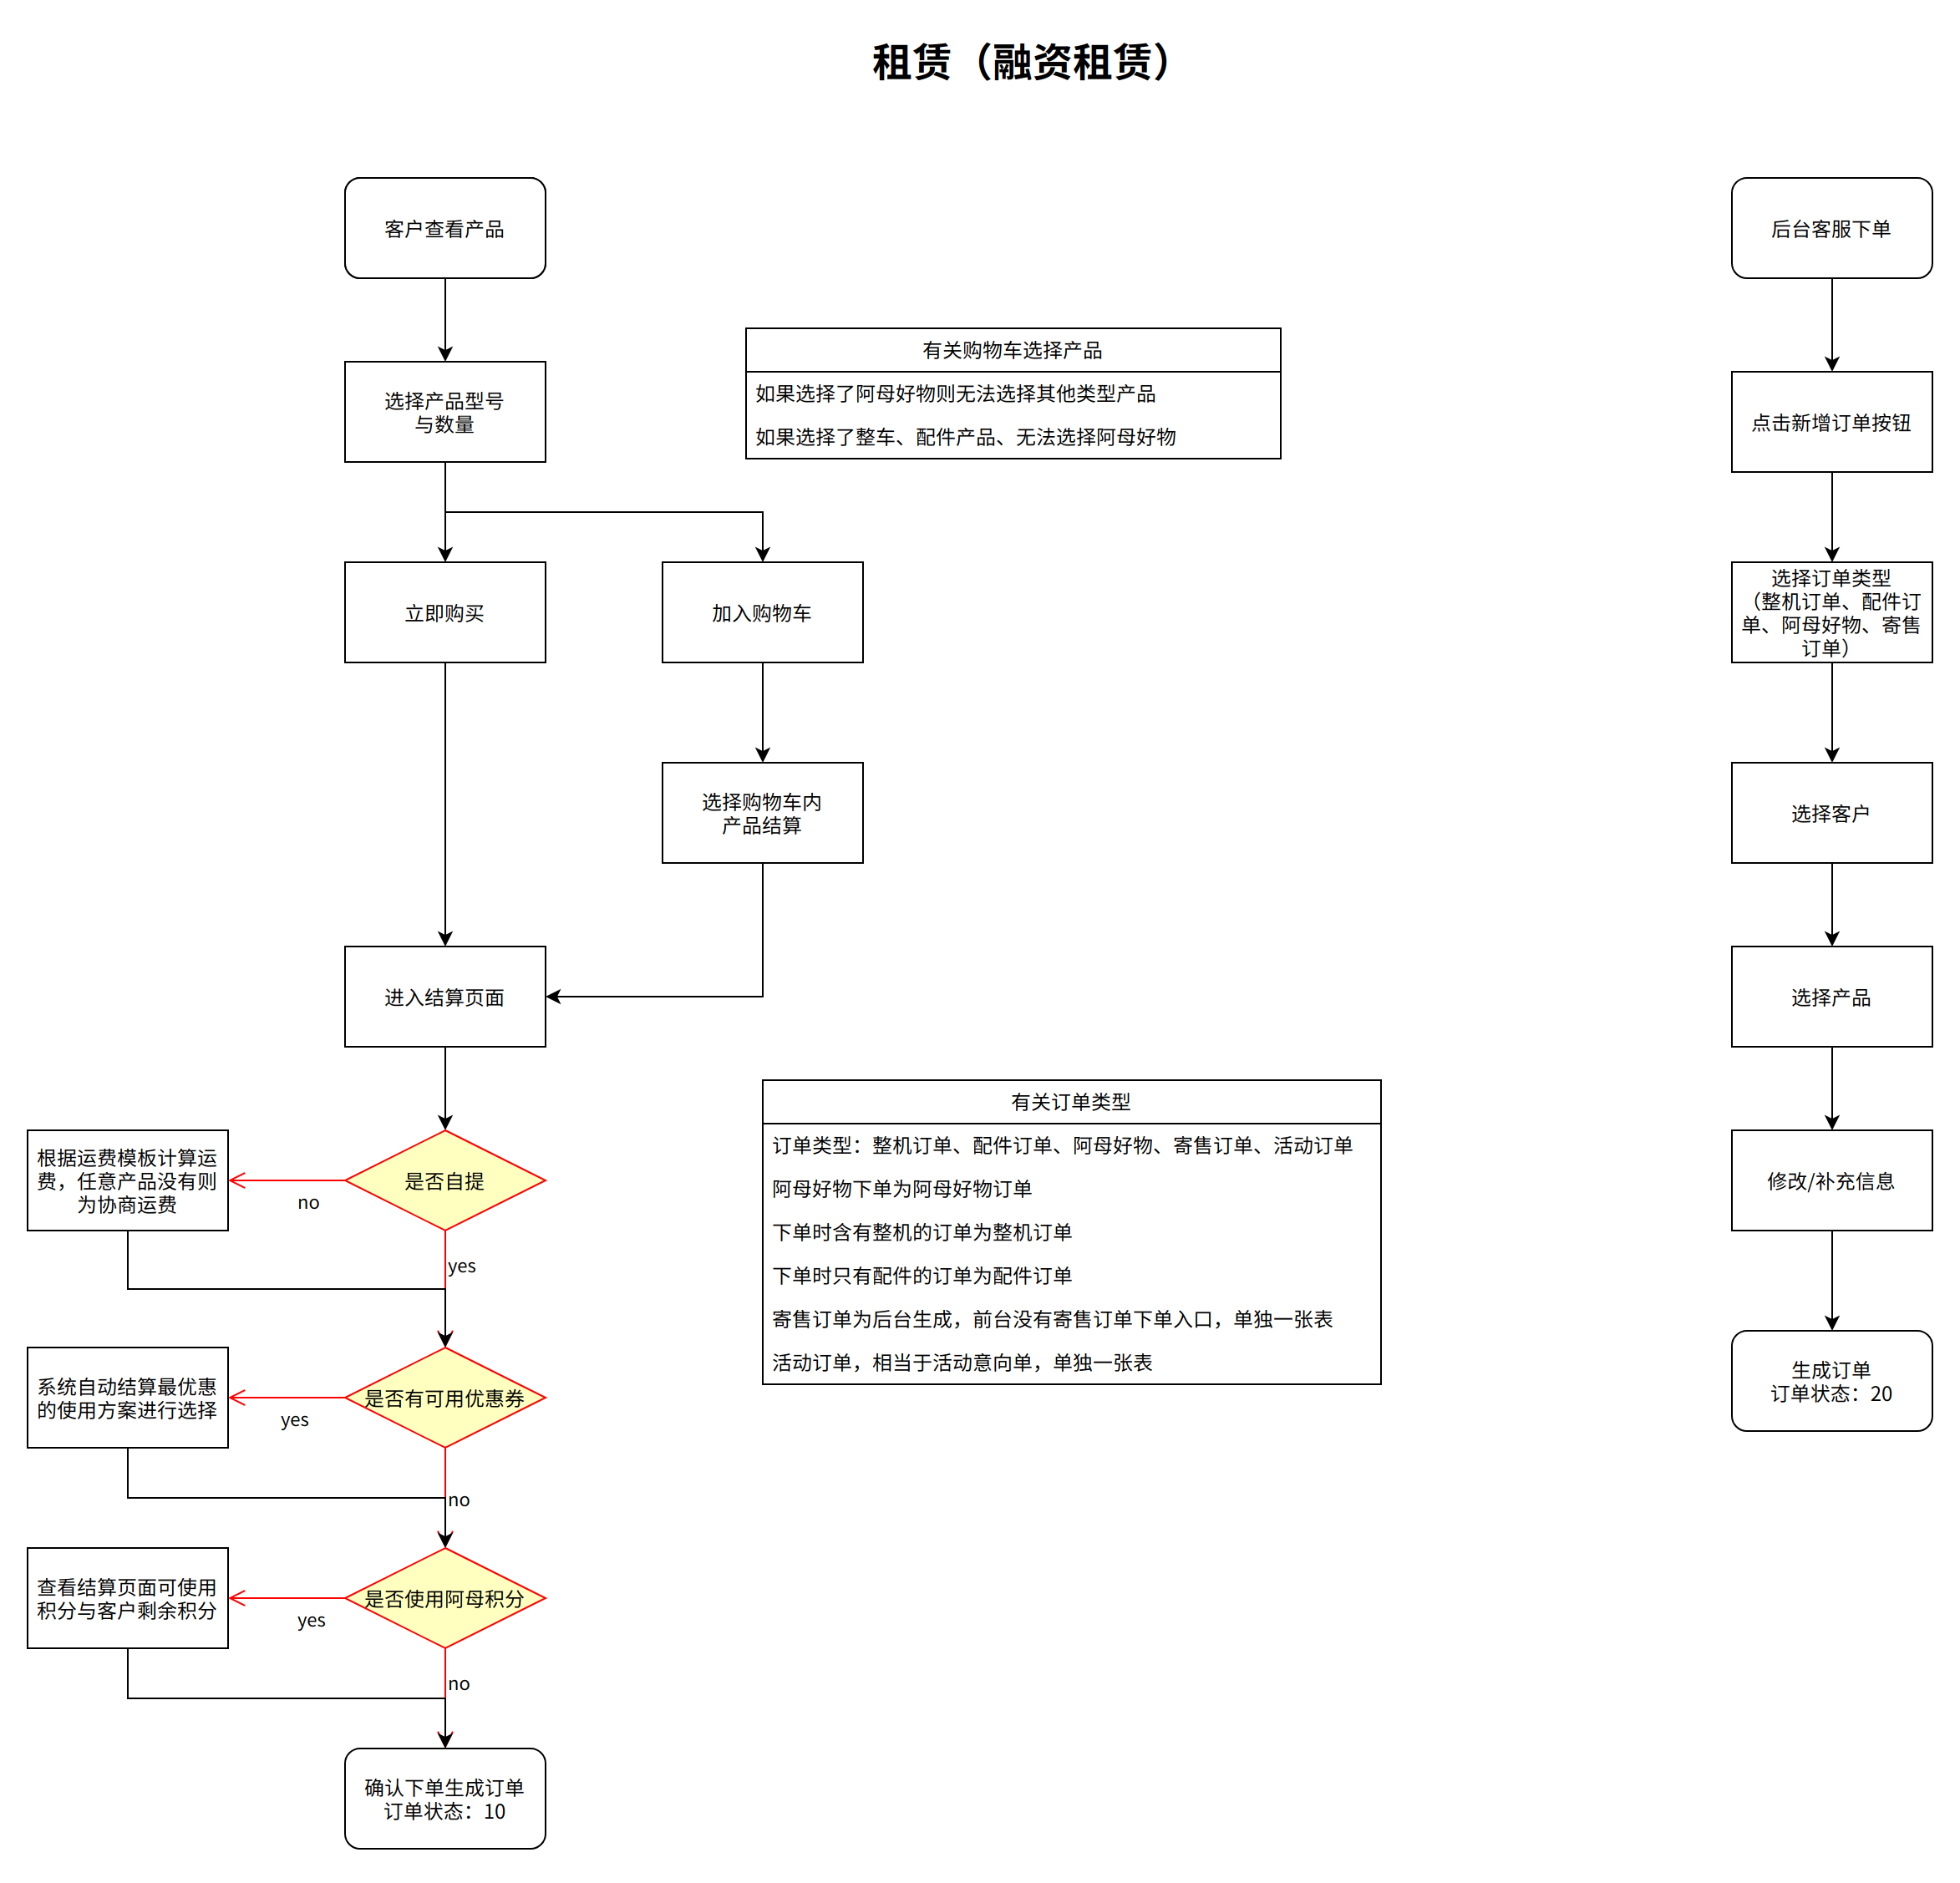 租赁（融资租赁）
客户查看产品
选择产品型号
与数量
有关购物车选择产品
如果选择了阿母好物则无法选择其他类型产品
如果选择了整车、配件产品、无法选择阿母好物
立即购买
加入购物车
选择购物车内
产品结算
进入结算页面
是否自提
no
根据运费模板计算运
费，任意产品没有则
为协商运费
yes
是否有可用优惠券
yes
系统自动结算最优惠
的使用方案进行选择
no
是否使用阿母积分
yes
查看结算页面可使用
积分与客户剩余积分
no
确认下单生成订单
订单状态：10
有关订单类型
订单类型：整机订单、配件订单、阿母好物、寄售订单、活动订单
阿母好物下单为阿母好物订单
下单时含有整机的订单为整机订单
下单时只有配件的订单为配件订单
寄售订单为后台生成，前台没有寄售订单下单入口，单独一张表
活动订单，相当于活动意向单，单独一张表
后台客服下单
点击新增订单按钮
选择订单类型
（整机订单、配件订
单、阿母好物、寄售
订单）
选择客户
选择产品
修改/补充信息
生成订单
订单状态：20